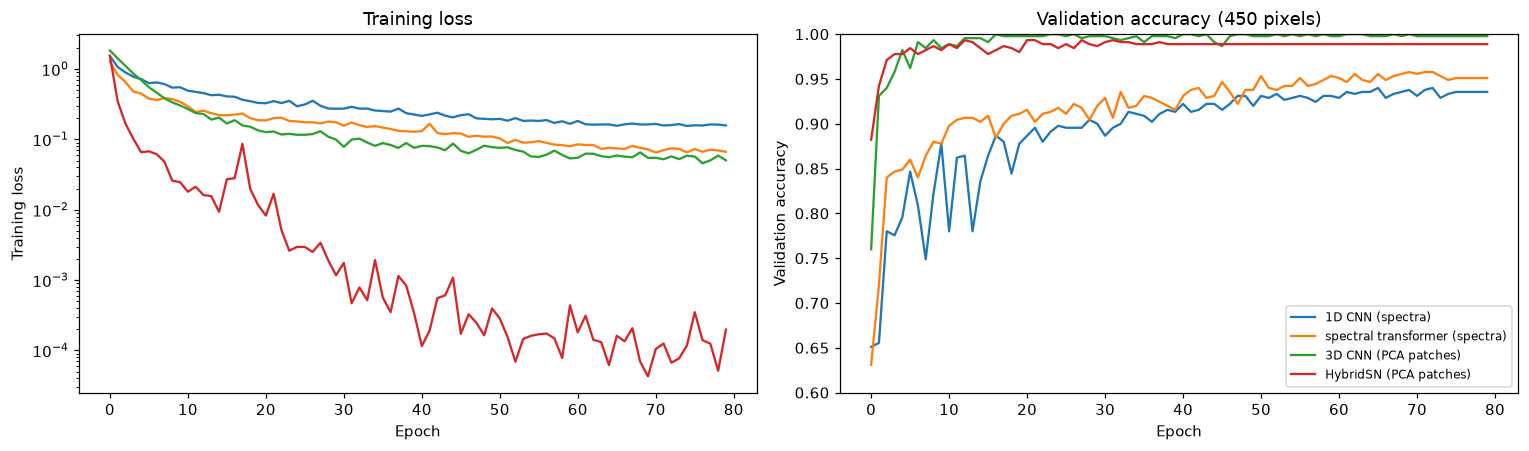 Training loss
Training loss
10⁰
10⁻¹
10⁻²
10⁻³
10⁻⁴
0 10 20 30 40 50 60 70 80
Epoch
Validation accuracy (450 pixels)
Validation accuracy
1.00
0.95
0.90
0.85
0.80
0.75
0.70
0.65
0.60
0 10 20 30 40 50 60 70 80
Epoch
1D CNN (spectra)
spectral transformer (spectra)
3D CNN (PCA patches)
HybridSN (PCA patches)